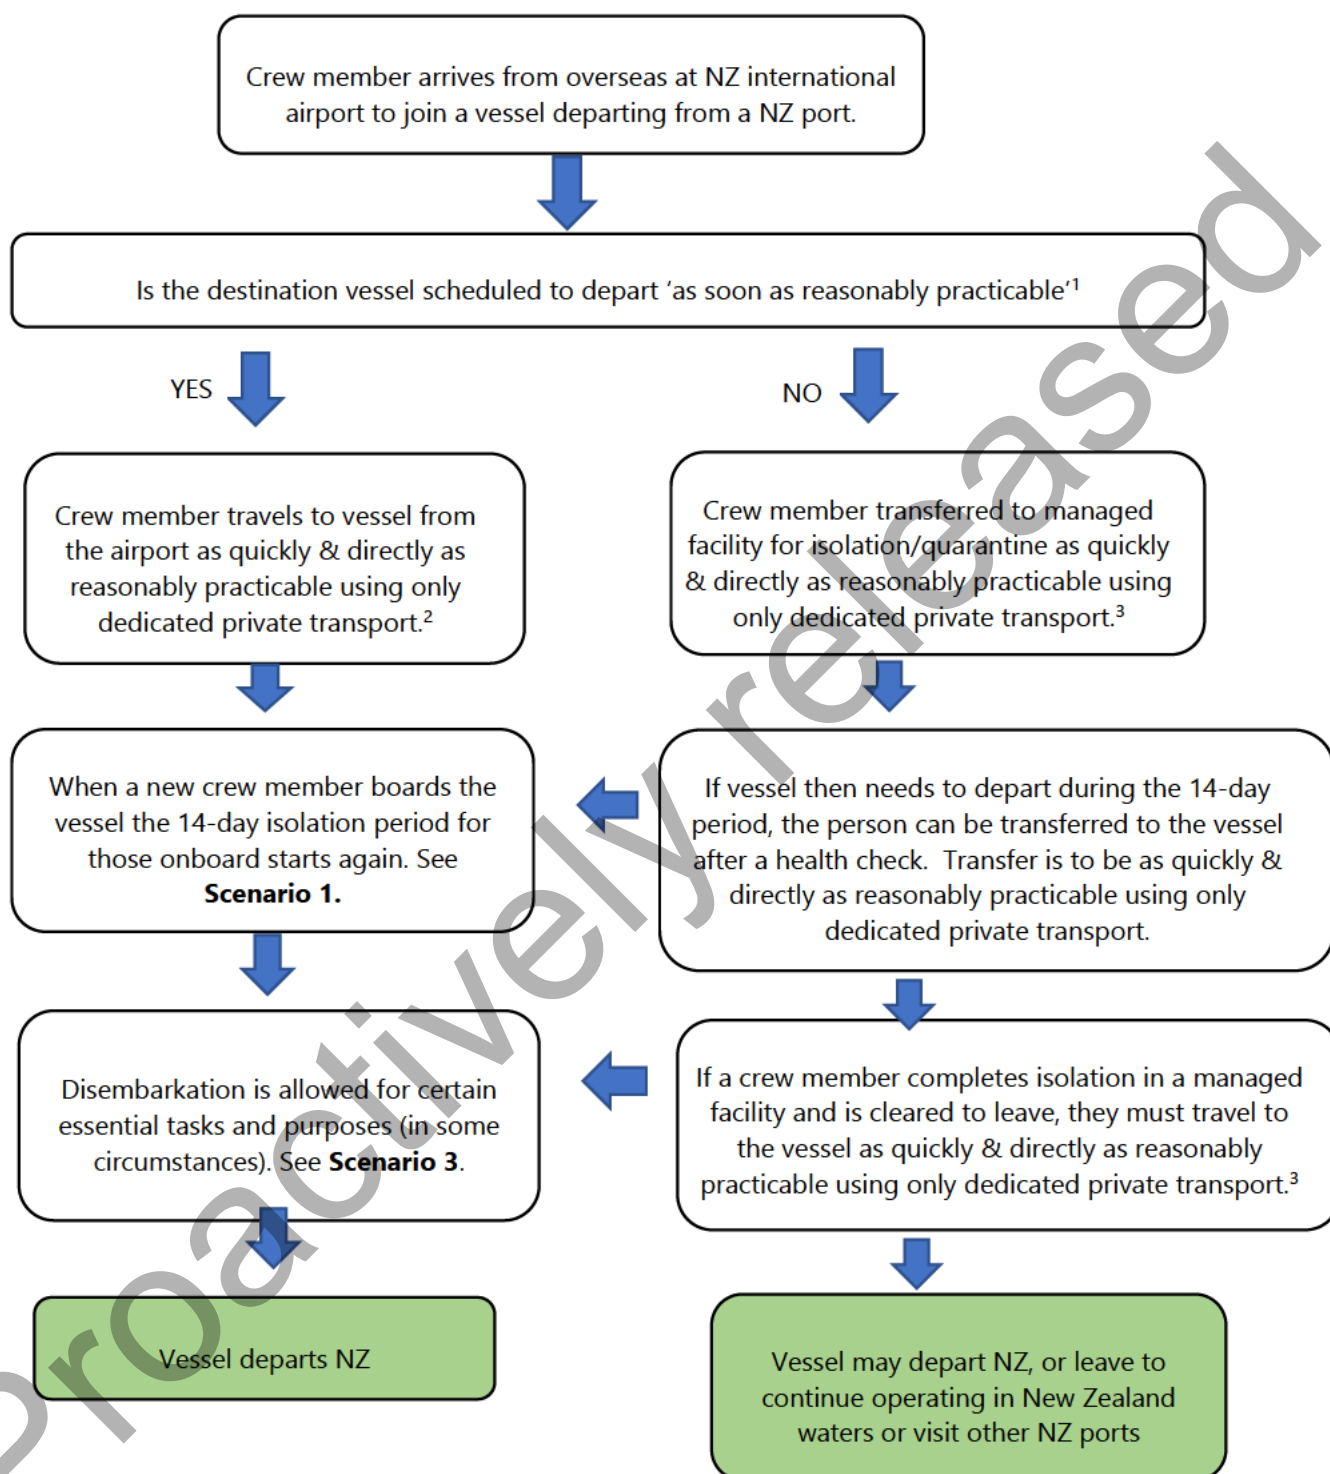 Crew member arrives from overseas at NZ international
airport to join a vessel departing from a NZ port.
Is the destination vessel scheduled to depart ‘as soon as reasonably practicable’¹
YES
NO
Crew member travels to vessel from
the airport as quickly & directly as
reasonably practicable using only
dedicated private transport.²
Crew member transferred to managed
facility for isolation/quarantine as quickly
& directly as reasonably practicable using
only dedicated private transport.³
When a new crew member boards the
vessel the 14-day isolation period for
those onboard starts again. See
Scenario 1.
If vessel then needs to depart during the 14-day
period, the person can be transferred to the vessel
after a health check. Transfer is to be as quickly &
directly as reasonably practicable using only
dedicated private transport.
Disembarkation is allowed for certain
essential tasks and purposes (in some
circumstances). See Scenario 3.
If a crew member completes isolation in a managed
facility and is cleared to leave, they must travel to
the vessel as quickly & directly as reasonably
practicable using only dedicated private transport.³
Vessel departs NZ
Vessel may depart NZ, or leave to
continue operating in New Zealand
waters or visit other NZ ports
Proactively released